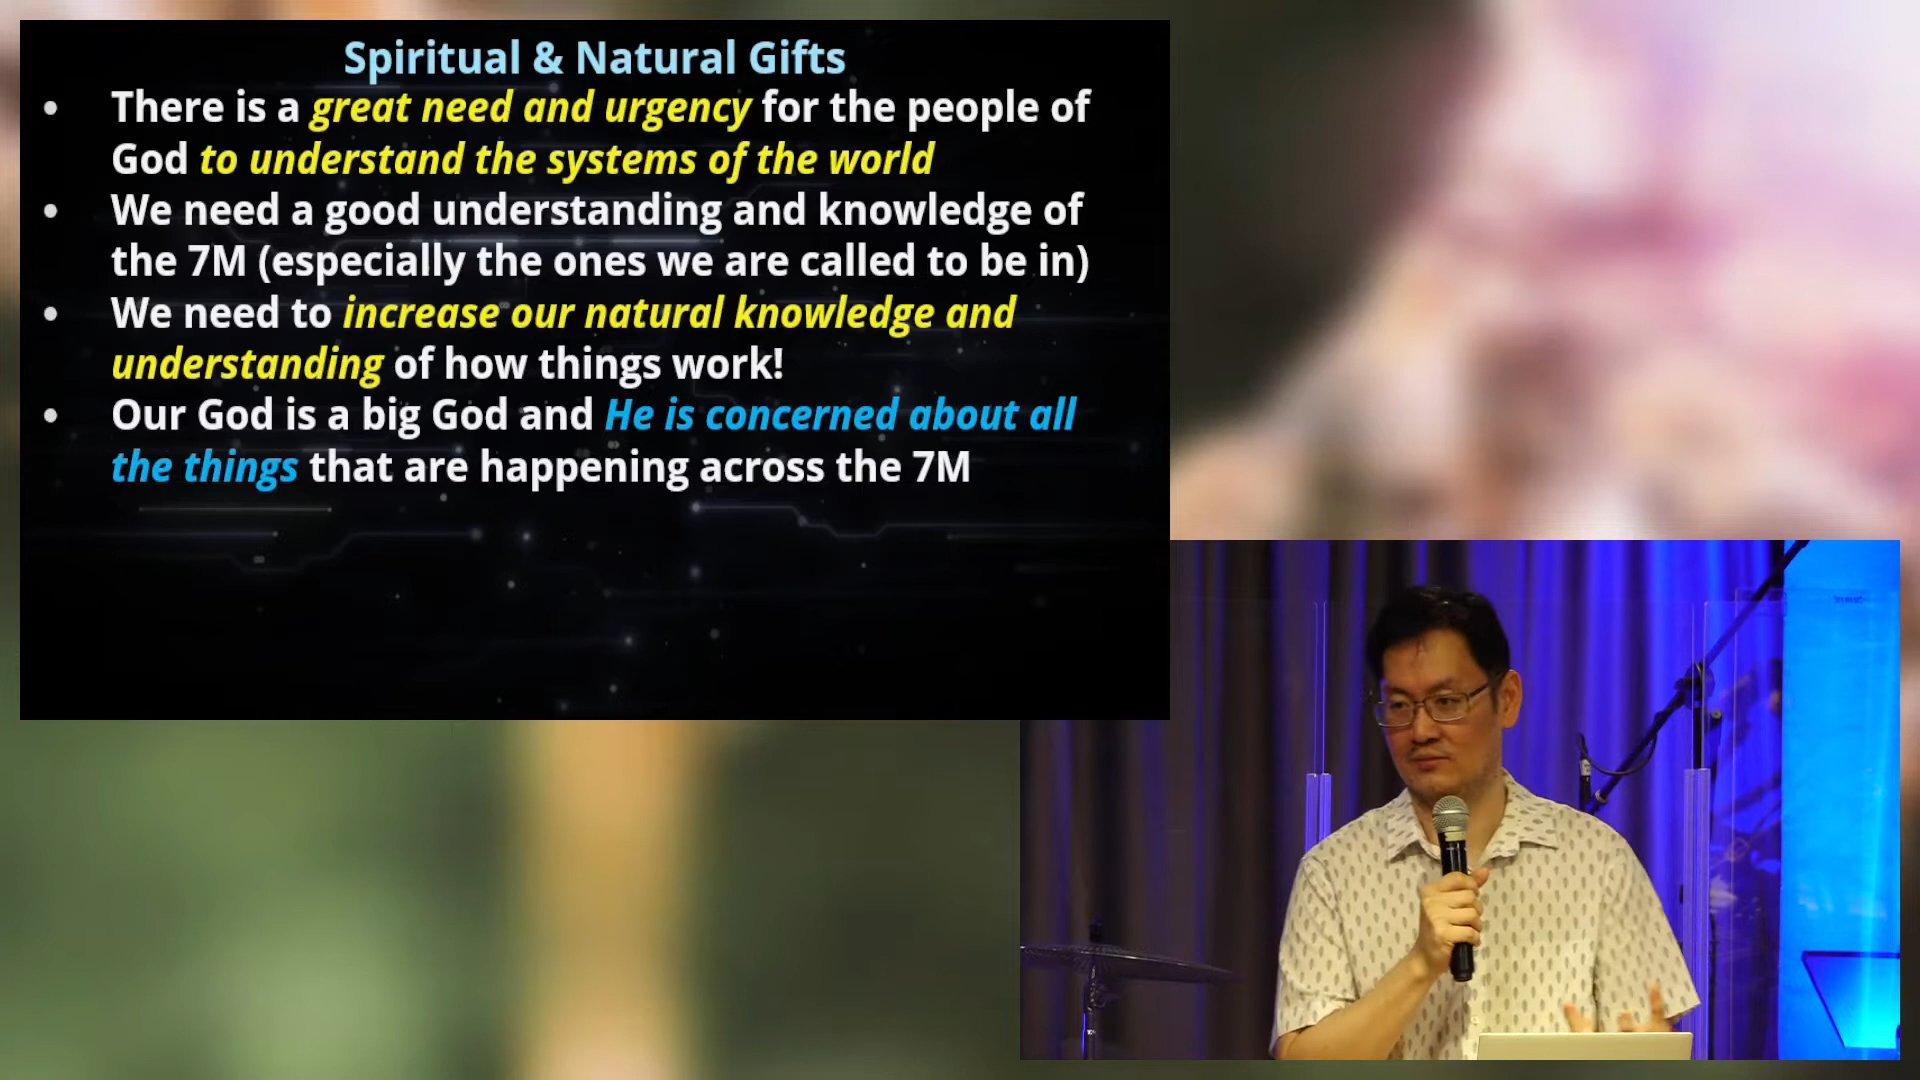 Spiritual & Natural Gifts
• There is a great need and urgency for the people of
God to understand the systems of the world
• We need a good understanding and knowledge of
the 7M (especially the ones we are called to be in)
• We need to increase our natural knowledge and
understanding of how things work!
• Our God is a big God and He is concerned about all
the things that are happening across the 7M